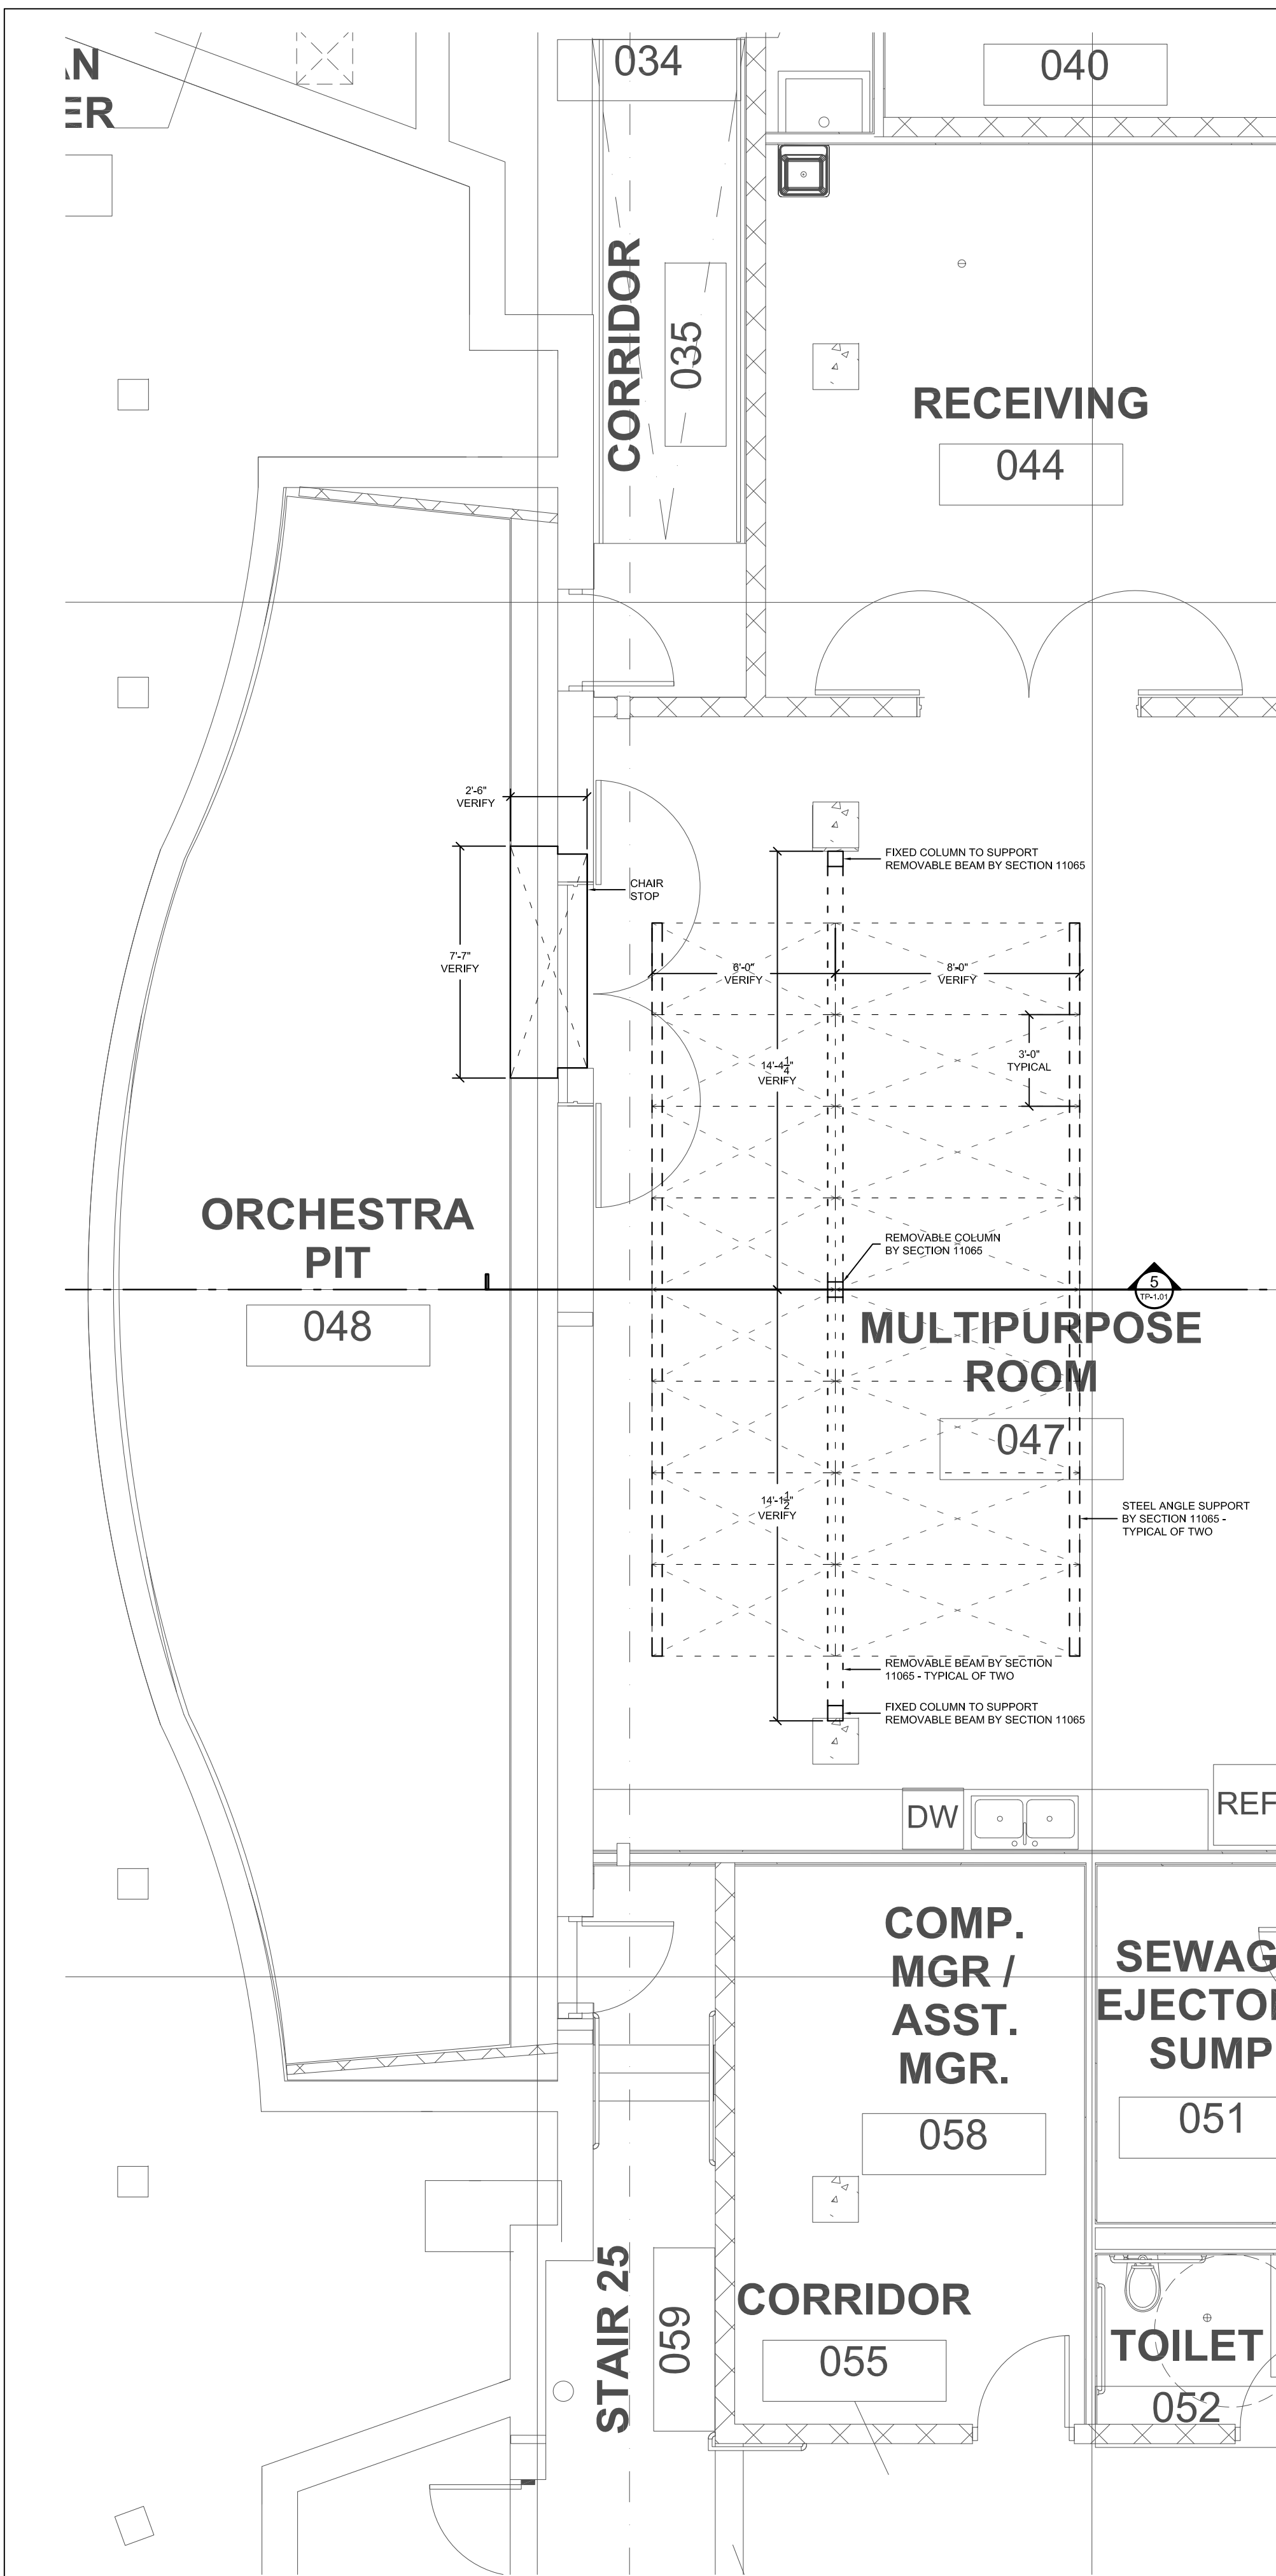 034
040
CORRIDOR
035
RECEIVING
044
2'-6"
VERIFY
FIXED COLUMN TO SUPPORT
REMOVABLE BEAM BY SECTION 11065
CHAIR
STOP
7'-7"
VERIFY
6'-0"
VERIFY
8'-0"
VERIFY
3'-0"
TYPICAL
14'-4 1/4"
VERIFY
ORCHESTRA
PIT
048
REMOVABLE COLUMN
BY SECTION 11065
5
TP-1.01
MULTIPURPOSE
ROOM
047
14'-1 1/2"
VERIFY
STEEL ANGLE SUPPORT
BY SECTION 11065 -
TYPICAL OF TWO
REMOVABLE BEAM BY SECTION
11065 - TYPICAL OF TWO
FIXED COLUMN TO SUPPORT
REMOVABLE BEAM BY SECTION 11065
DW
REF
COMP.
MGR /
ASST.
MGR.
058
SEWAG
EJECTO
SUMP
051
STAIR 25
059
CORRIDOR
055
TOILET
052